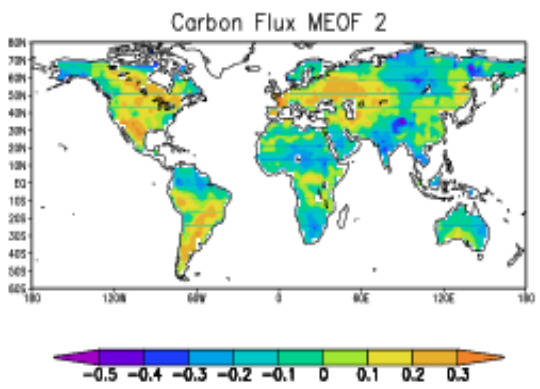 Carbon Flux MEOF 2
80N
70N
60N
50N
40N
30N
20N
10N
EQ
10S
20S
30S
40S
50S
60S
180 120W 60W 0 60E 120E 180
-0.5 -0.4 -0.3 -0.2 -0.1 0 0.1 0.2 0.3